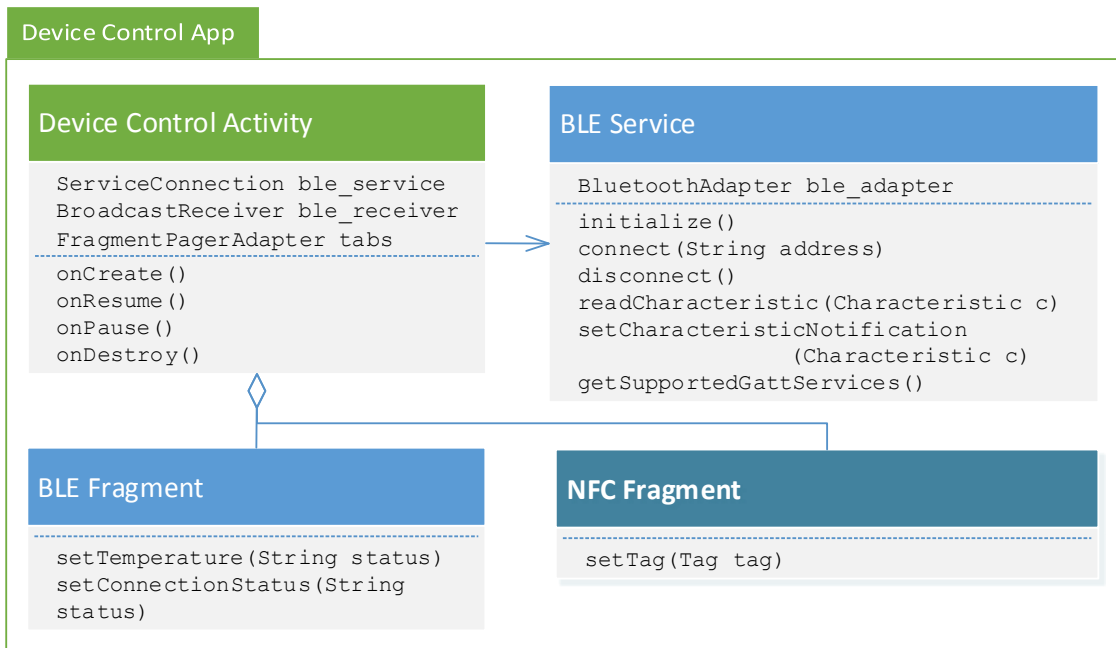 Device Control App
Device Control Activity
ServiceConnection ble_service
BroadcastReceiver ble_receiver
FragmentPagerAdapter tabs
onCreate()
onResume()
onPause()
onDestroy()
BLE Service
BluetoothAdapter ble_adapter
initialize()
connect(String address)
disconnect()
readCharacteristic(Characteristic c)
setCharacteristicNotification
(Characteristic c)
getSupportedGattServices()
BLE Fragment
setTemperature(String status)
setConnectionStatus(String
status)
NFC Fragment
setTag(Tag tag)